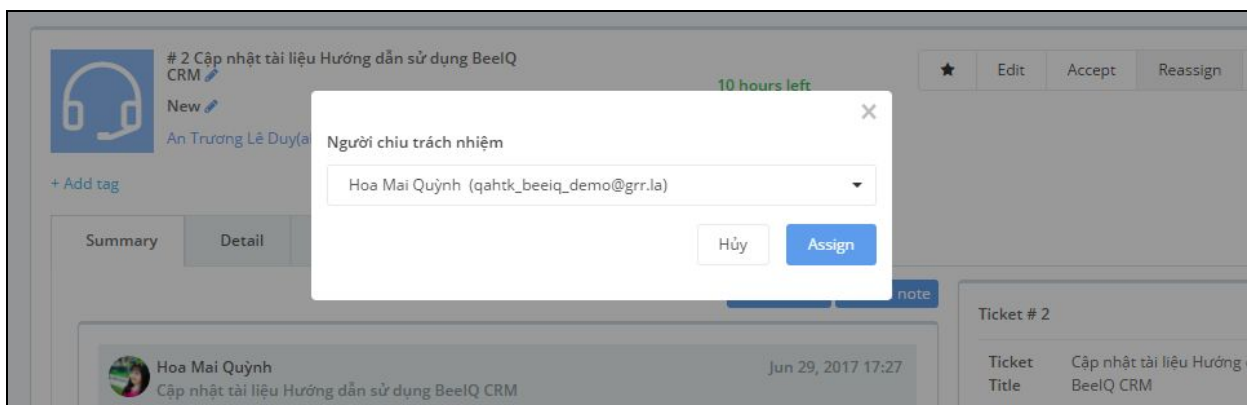 # 2 Cập nhật tài liệu Hướng dẫn sử dụng BeeIQ
CRM
10 hours left
★ Edit Accept Reassign
New
×
An Trương Lê Duy(a
Người chiu trách nhiệm
+ Add tag
Hoa Mai Quỳnh (qahtk_beeiq_demo@grr.la)
Summary Detail
Hủy Assign
note
Ticket # 2
Hoa Mai Quỳnh Jun 29, 2017 17:27
Cập nhật tài liệu Hướng dẫn sử dụng BeeIQ CRM
Ticket Cập nhật tài liệu Hướng
Title BeeIQ CRM